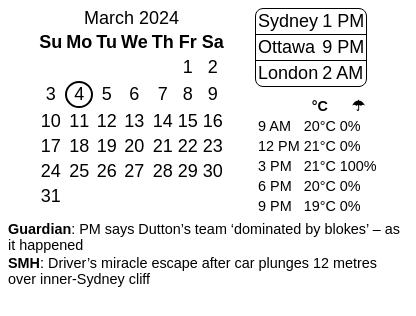 March 2024
Su Mo Tu We Th Fr Sa
1 2
3 4 5 6 7 8 9
10 11 12 13 14 15 16
17 18 19 20 21 22 23
24 25 26 27 28 29 30
31
Sydney 1 PM
Ottawa 9 PM
London 2 AM
°C ☂
9 AM 20°C 0%
12 PM 21°C 0%
3 PM 21°C 100%
6 PM 20°C 0%
9 PM 19°C 0%
Guardian: PM says Dutton’s team ‘dominated by blokes’ – as
it happened
SMH: Driver’s miracle escape after car plunges 12 metres
over inner-Sydney cliff